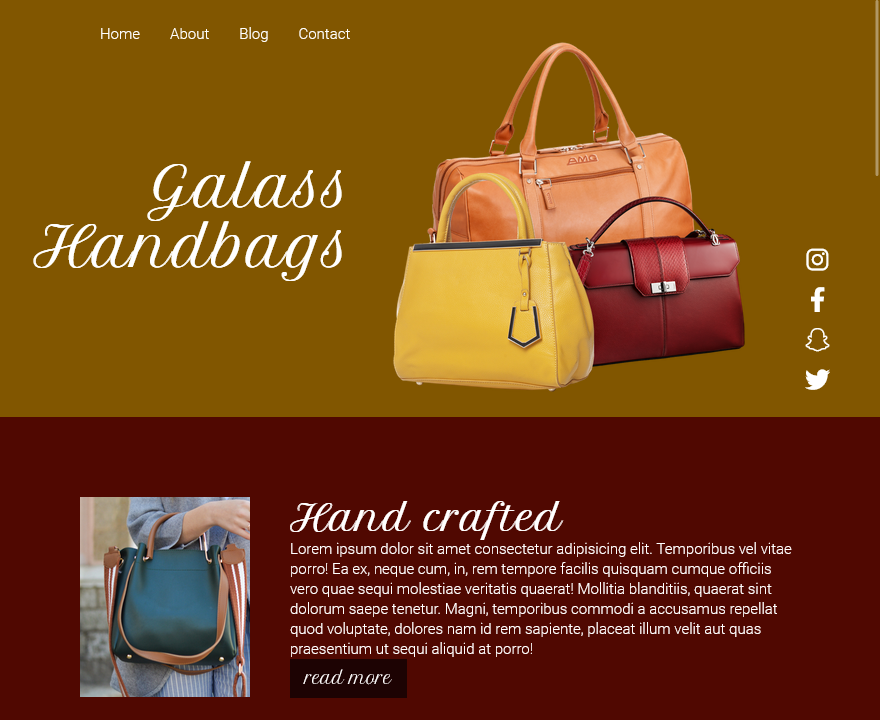 Home About Blog Contact
AMG
Galass
Handbags
Hand crafted
Lorem ipsum dolor sit amet consectetur adipisicing elit. Temporibus vel vitae
porro! Ea ex, neque cum, in, rem tempore facilis quisquam cumque officiis
vero quae sequi molestiae veritatis quaerat! Mollitia blanditiis, quaerat sint
dolorum saepe tenetur. Magni, temporibus commodi a accusamus repellat
quod voluptate, dolores nam id rem sapiente, placeat illum velit aut quas
praesentium ut sequi aliquid at porro!
read more